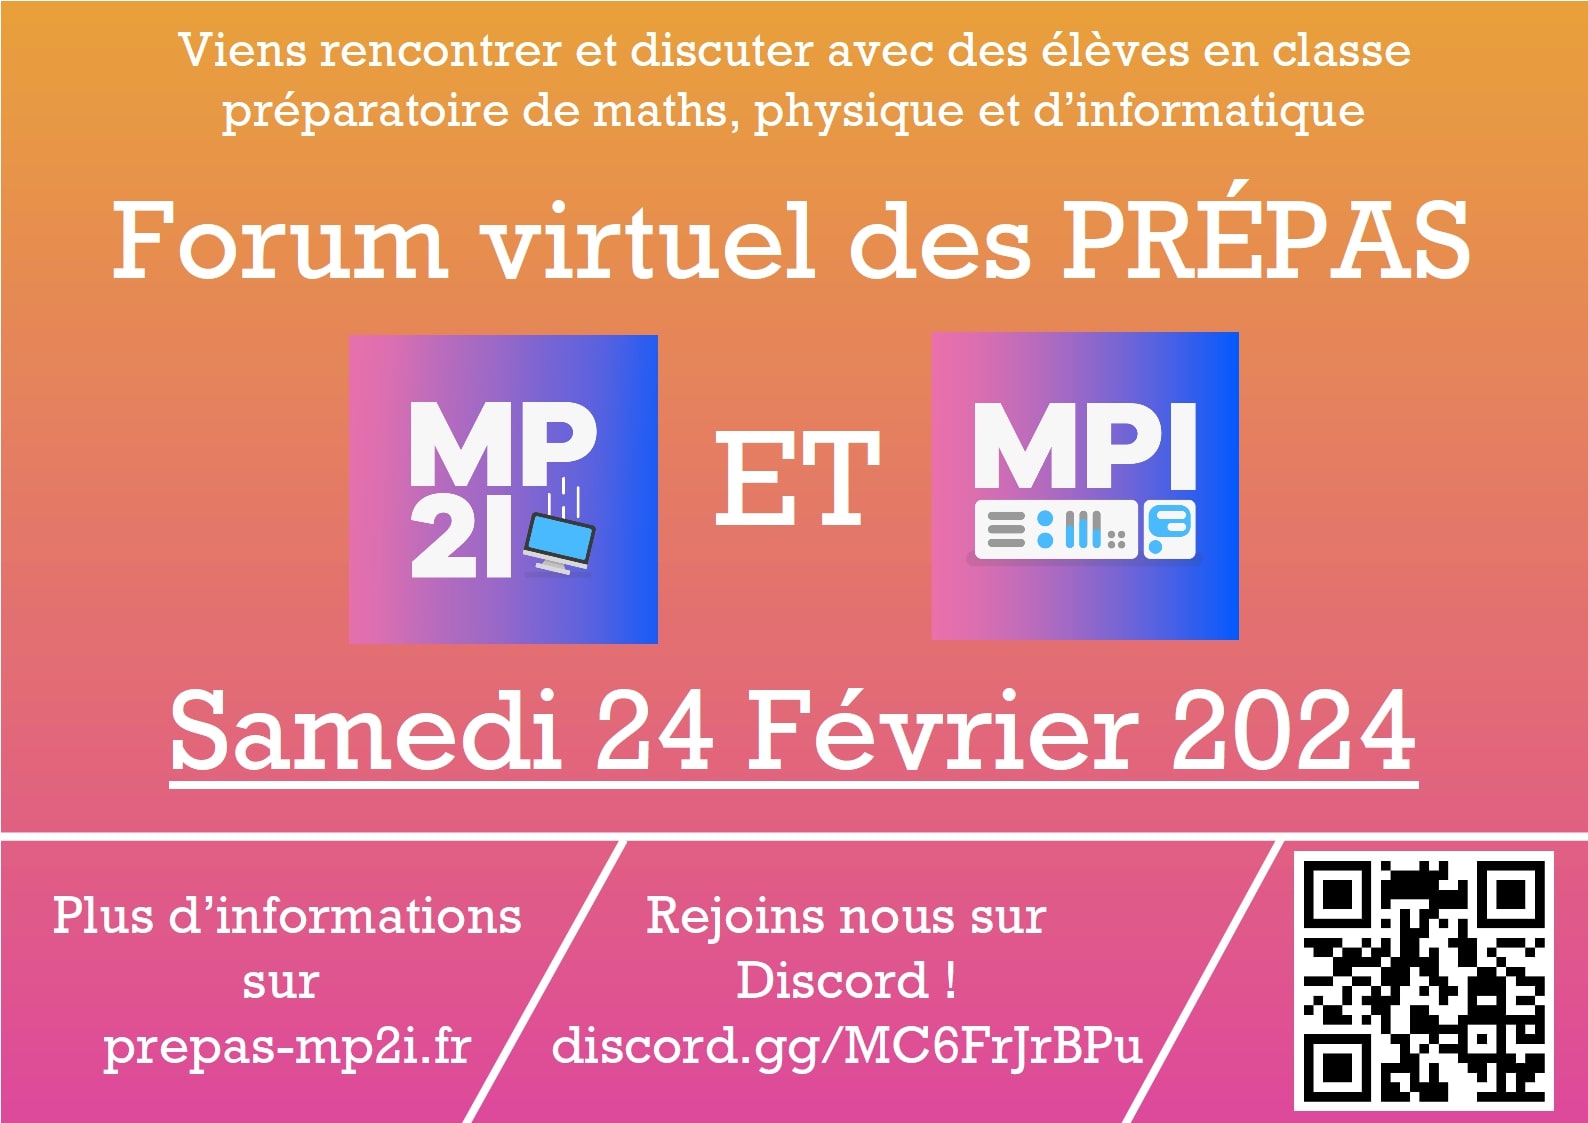 Viens rencontrer et discuter avec des élèves en classe
préparatoire de maths, physique et d’informatique
Forum virtuel des PRÉPAS
MP
2I
ET
MPI
Samedi 24 Février 2024
Plus d’informations
sur
prepas-mp2i.fr
Rejoins nous sur
Discord !
discord.gg/MC6FrJrBPu